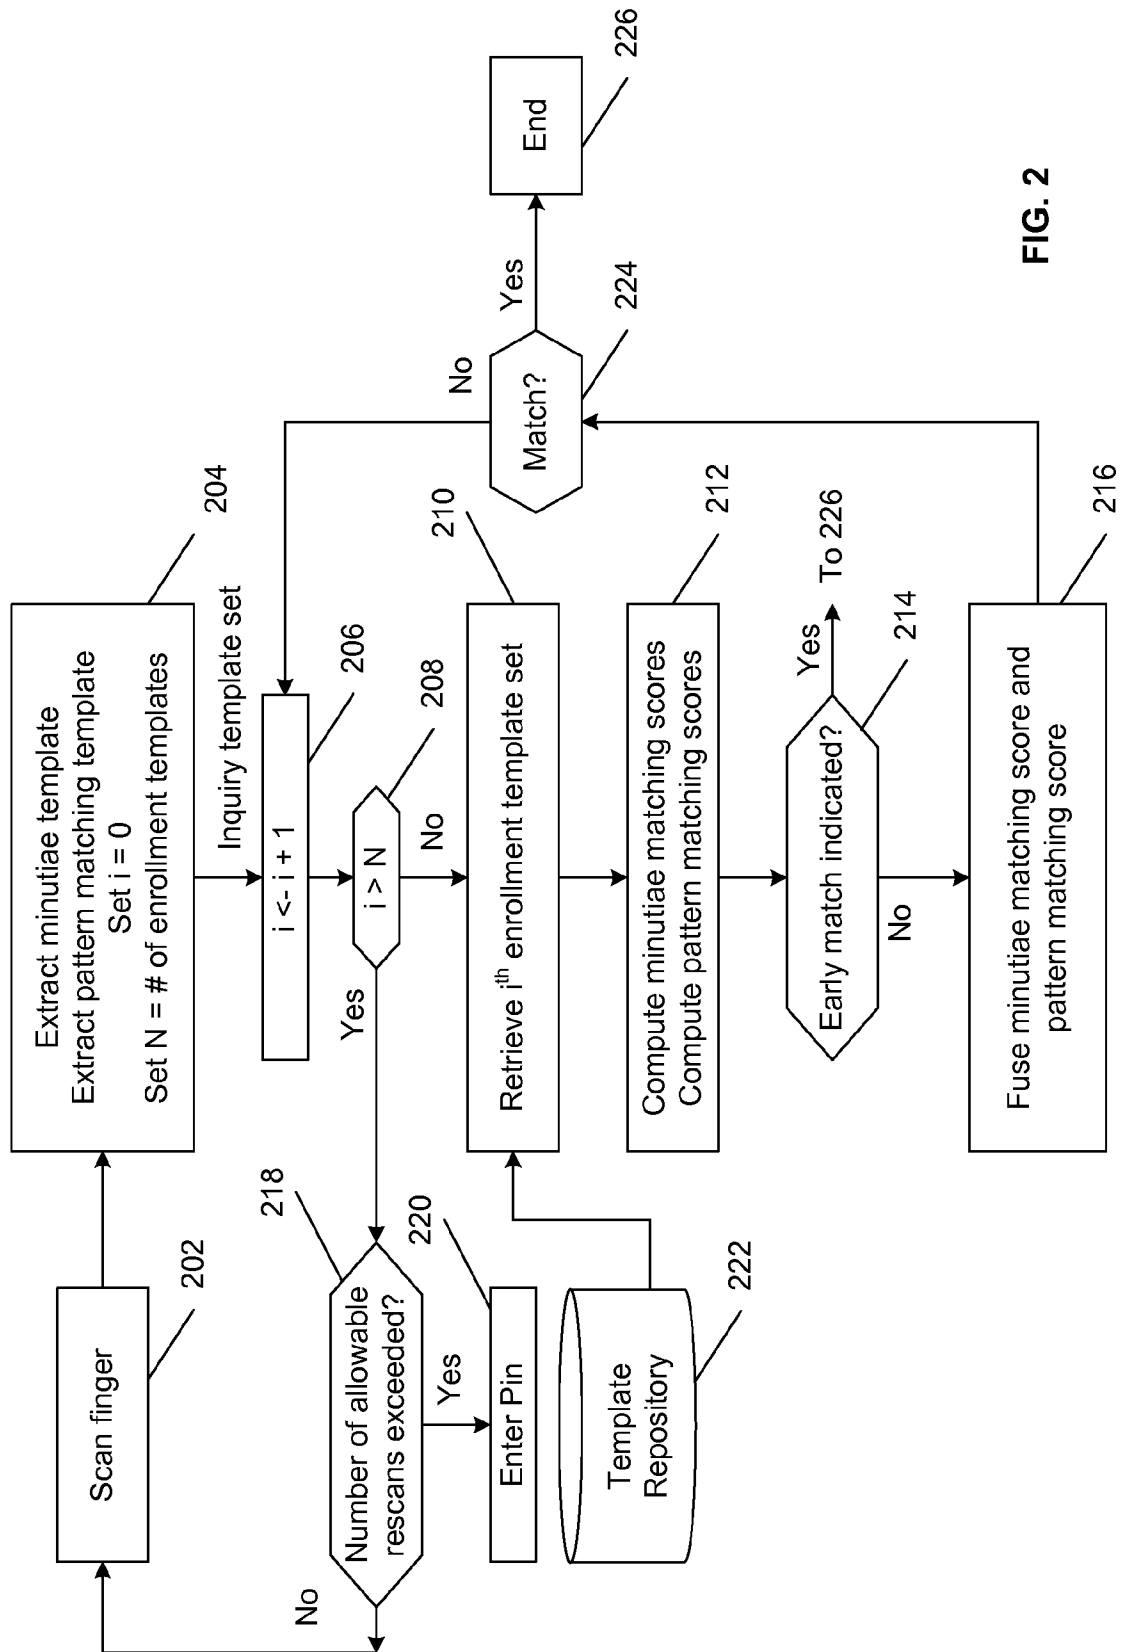 Scan finger
202
Extract minutiae template
Extract pattern matching template
Set i = 0
Set N = # of enrollment templates
204
Inquiry template set
i <- i + 1
206
i > N
208
Yes
No
Number of allowable
rescans exceeded?
218
No
Yes
Enter Pin
220
Template
Repository
222
Retrieve ith enrollment template set
210
Compute minutiae matching scores
Compute pattern matching scores
212
Early match indicated?
214
Yes
To 226
No
Fuse minutiae matching score and
pattern matching score
216
Match?
224
No
Yes
End
226
FIG. 2